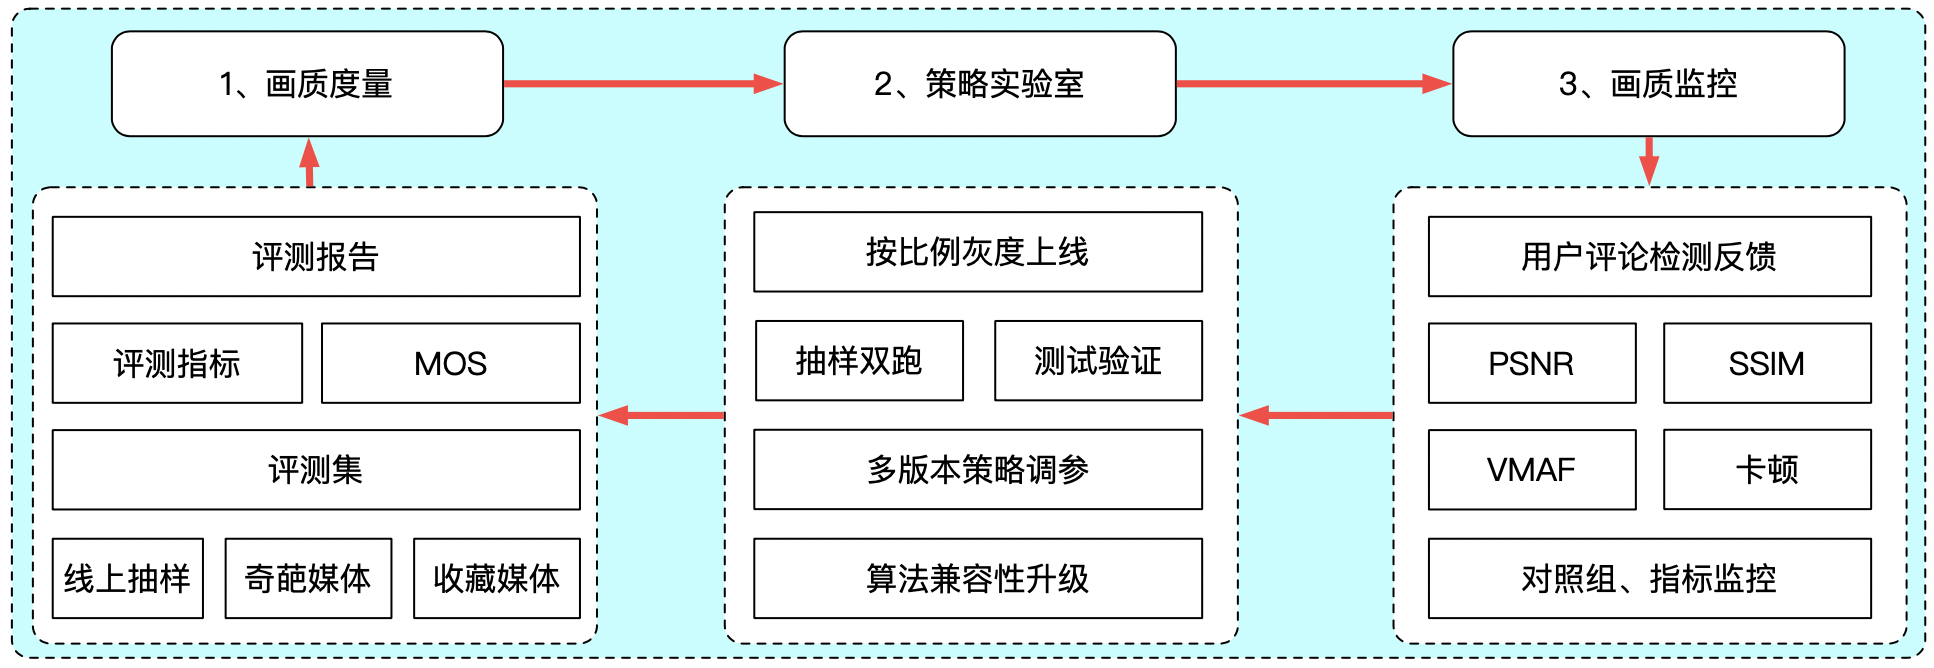 1、画质度量
2、策略实验室
3、画质监控
评测报告
评测指标
MOS
评测集
线上抽样
奇葩媒体
收藏媒体
按比例灰度上线
抽样双跑
测试验证
多版本策略调参
算法兼容性升级
用户评论检测反馈
PSNR
SSIM
VMAF
卡顿
对照组、指标监控